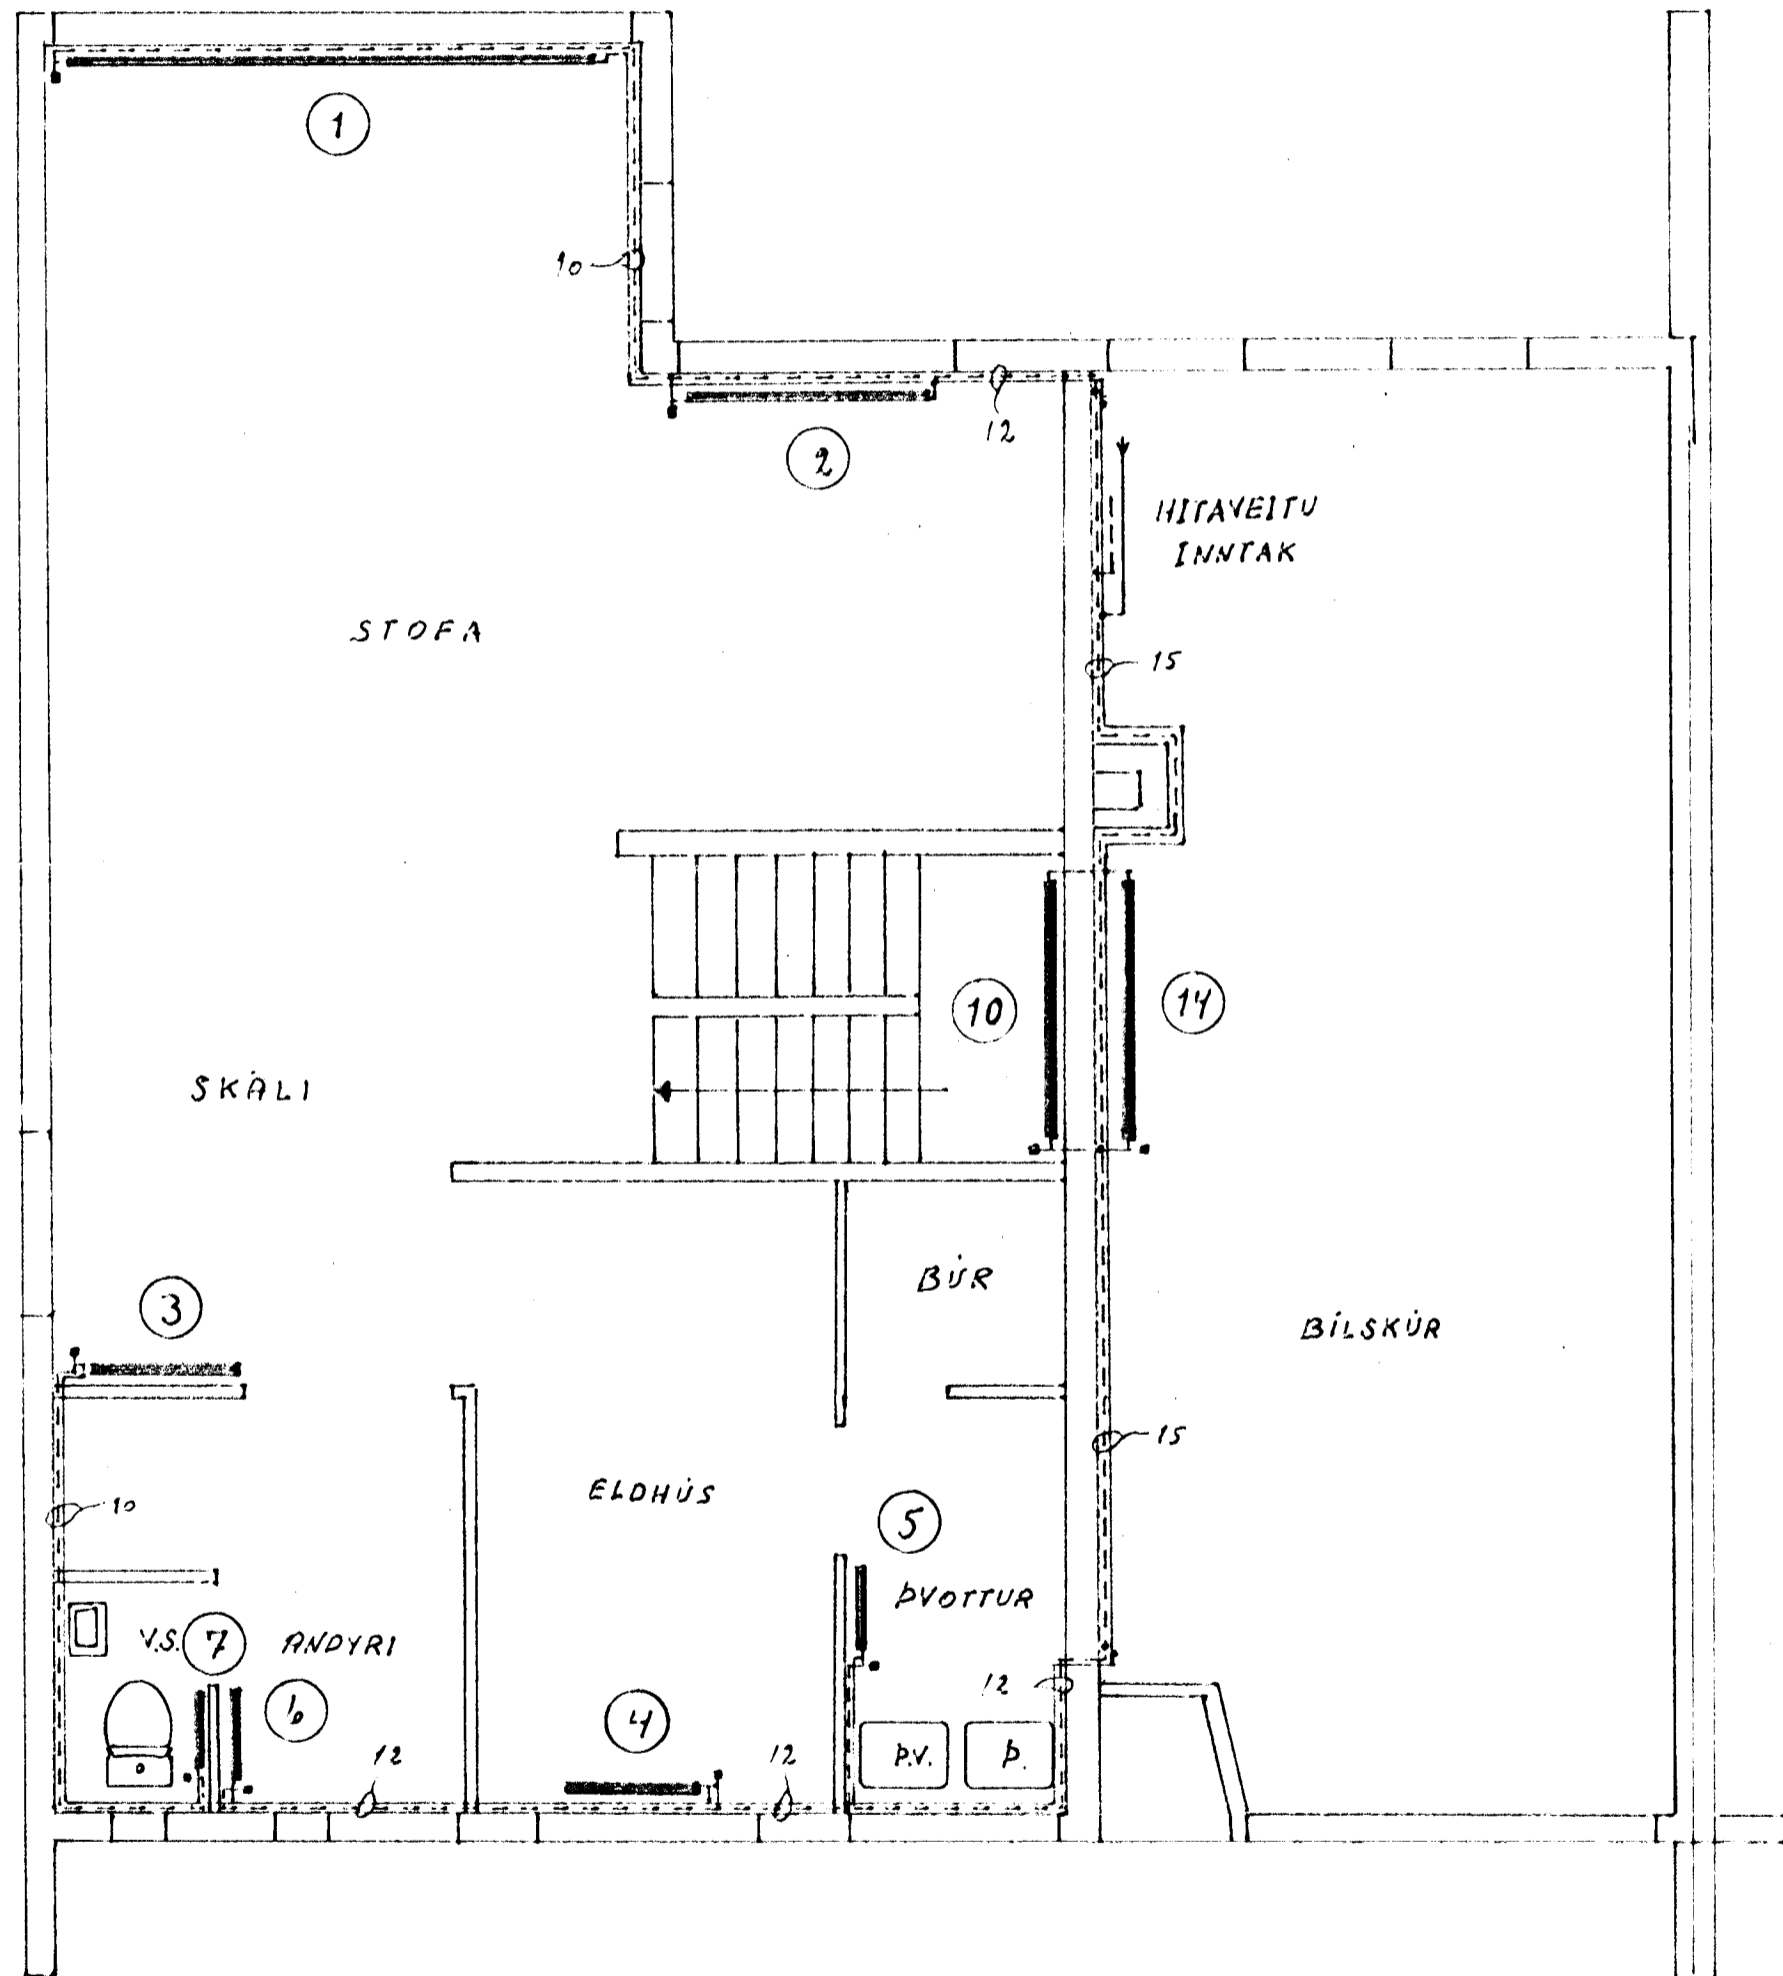 1
10
12
2
HITAVEITU
INNTAK
STOFA
15
10
14
SKÁLI
BÚR
3
BÍLSKÚR
15
ELDHÚS
10
5
ÞVOTTUR
V.S.
7
ANDYRI
12
6
4
12
12
Þ.V.
Þ.